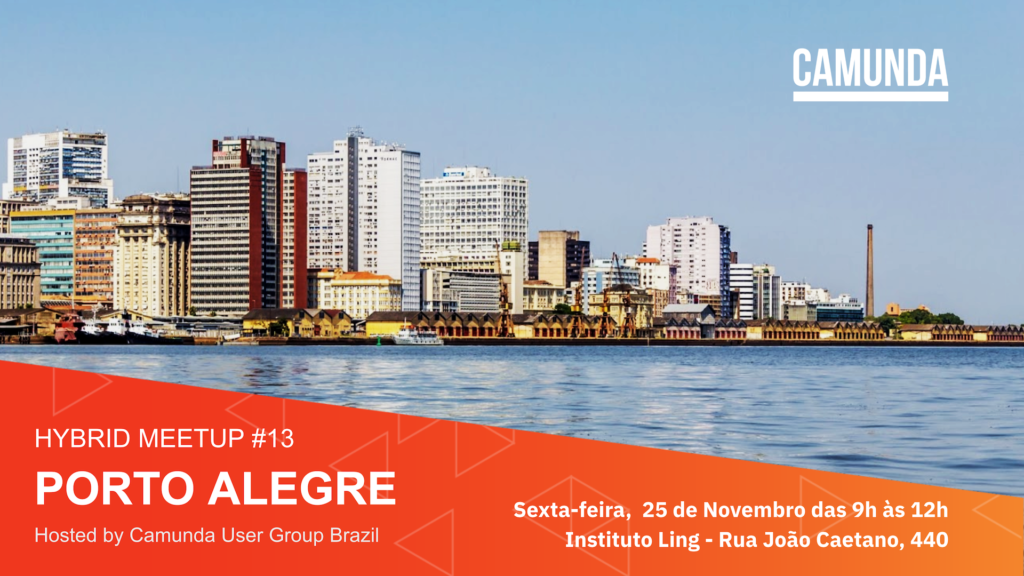 CAMUNDA
HYBRID MEETUP #13
PORTO ALEGRE
Hosted by Camunda User Group Brazil
Sexta-feira, 25 de Novembro das 9h às 12h
Instituto Ling - Rua João Caetano, 440